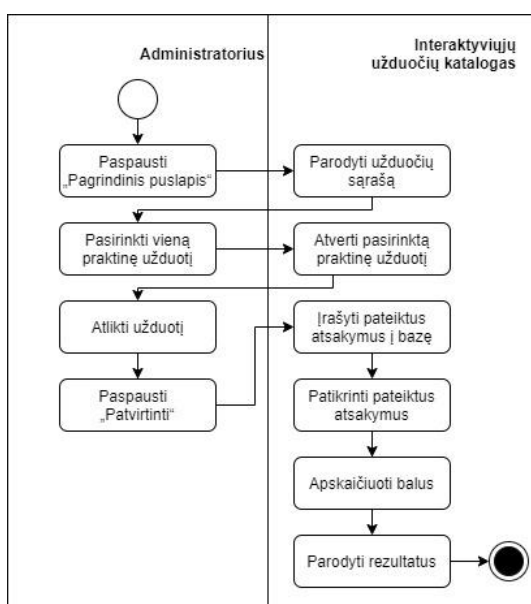 Administratorius
Interaktyviųjų
užduočių katalogas
Paspausti
„Pagrindinis puslapis“
Parodyti užduočių
sąrašą
Pasirinkti vieną
praktinę užduotį
Atverti pasirinktą
praktinę užduotį
Atlikti užduotį
Įrašyti pateiktus
atsakymus į bazę
Paspausti
„Patvirtinti“
Patikrinti pateiktus
atsakymus
Apskaičiuoti balus
Parodyti rezultatus